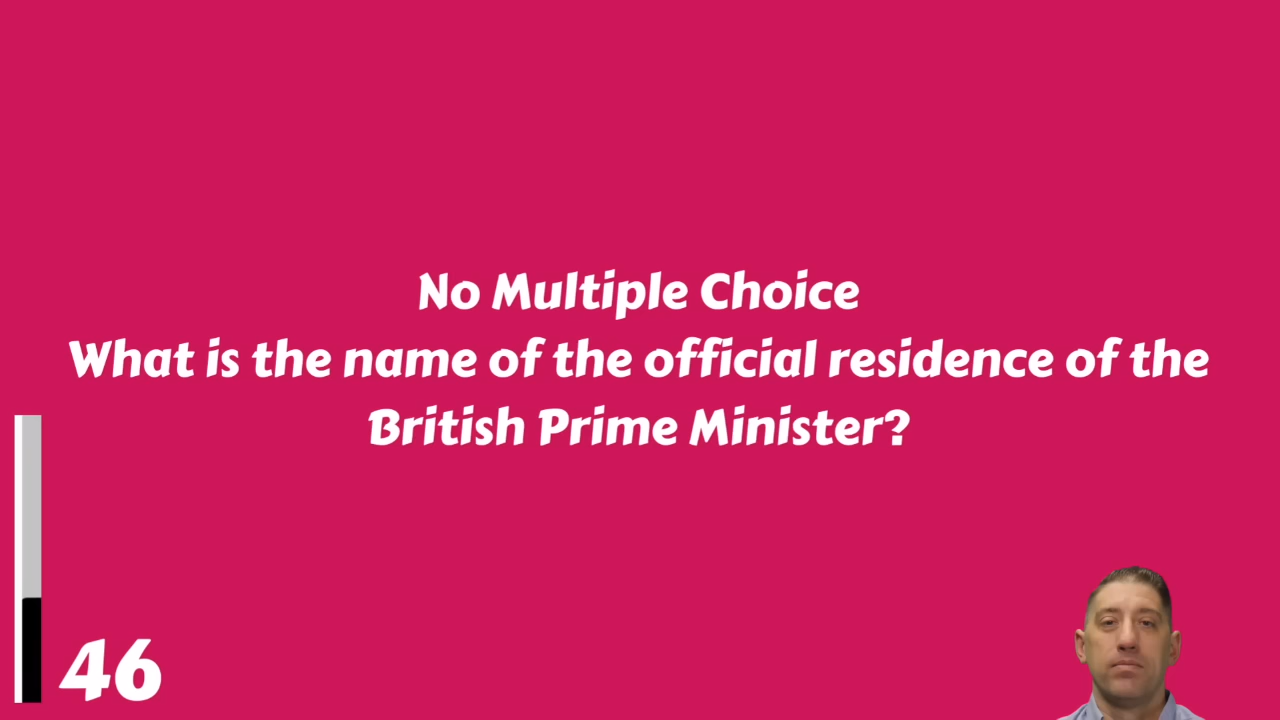 No Multiple Choice
What is the name of the official residence of the
British Prime Minister?
46